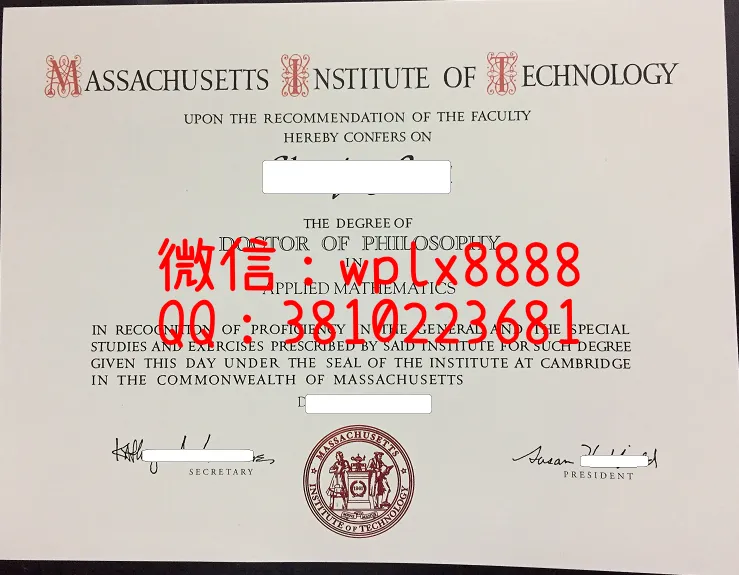 MASSACHUSETTS INSTITUTE OF TECHNOLOGY
UPON THE RECOMMENDATION OF THE FACULTY
HEREBY CONFERS ON
THE DEGREE OF
DOCTOR OF PHILOSOPHY
IN
微信：wplx8888
APPLIED MATHEMATICS
QQ：3810223681
IN RECOGNITION OF PROFICIENCY IN THE GENERAL AND THE SPECIAL
STUDIES AND EXERCISES PRESCRIBED BY SAID INSTITUTE FOR SUCH DEGREE
GIVEN THIS DAY UNDER THE SEAL OF THE INSTITUTE AT CAMBRIDGE
IN THE COMMONWEALTH OF MASSACHUSETTS
Susan
SECRETARY
PRESIDENT
MASSACHUSETTS
INSTITUTE OF TECHNOLOGY